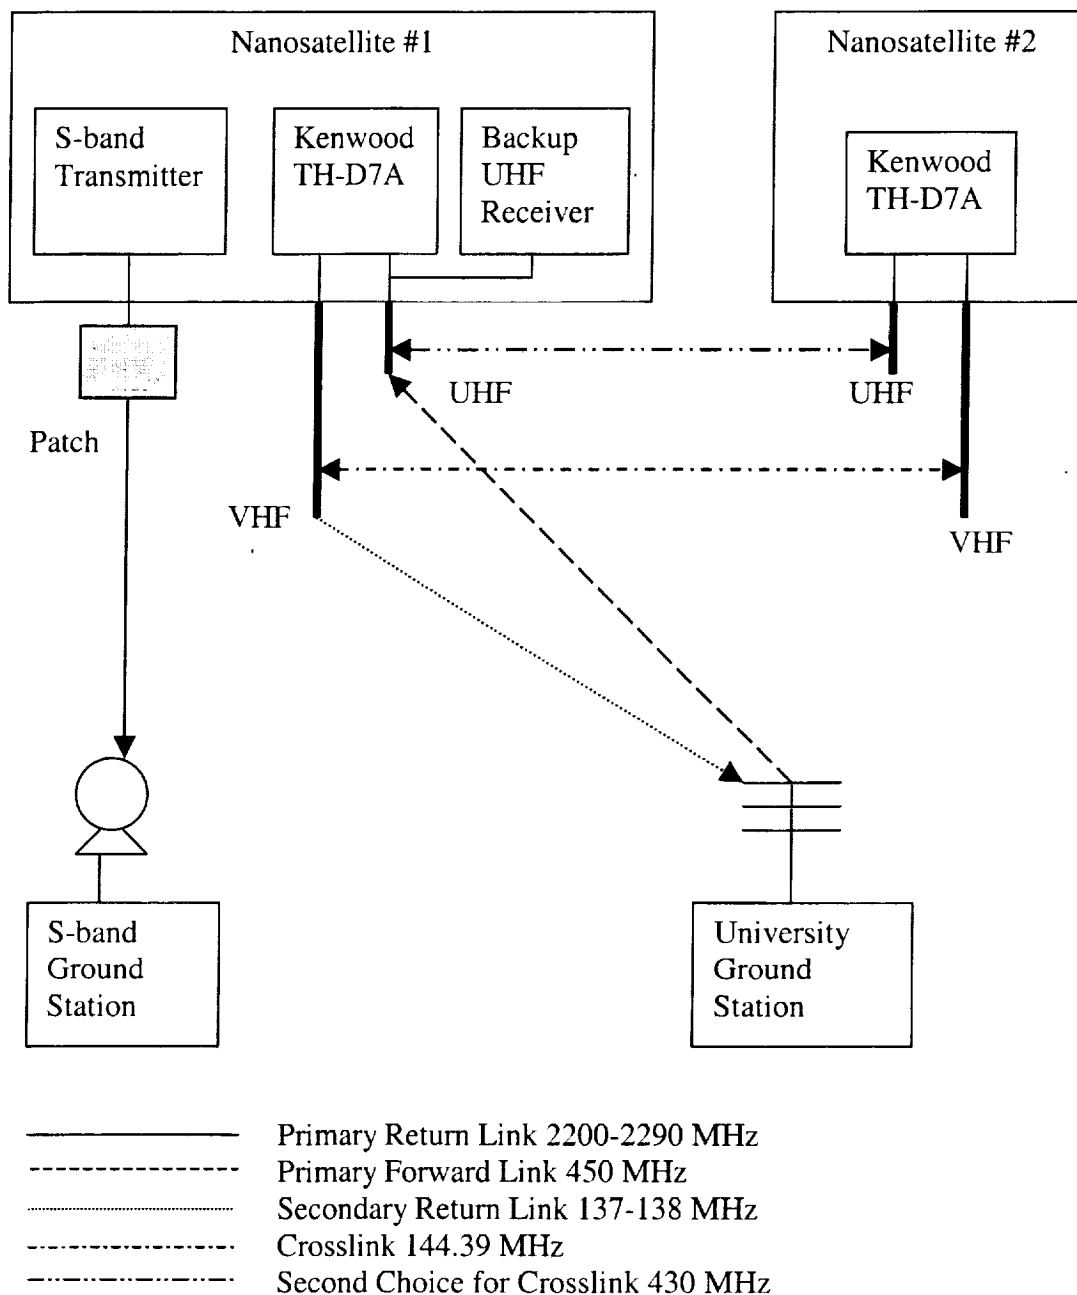 Nanosatellite #1
Nanosatellite #2
S-band
Transmitter
Kenwood
TH-D7A
Backup
UHF
Receiver
Kenwood
TH-D7A
UHF
UHF
Patch
VHF
VHF
S-band
Ground
Station
University
Ground
Station
Primary Return Link 2200-2290 MHz
Primary Forward Link 450 MHz
Secondary Return Link 137-138 MHz
Crosslink 144.39 MHz
Second Choice for Crosslink 430 MHz